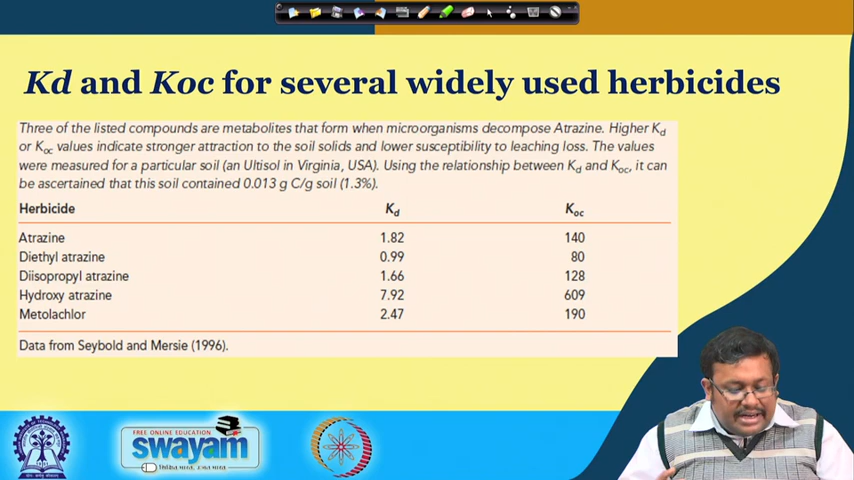 Kd and Koc for several widely used herbicides
Three of the listed compounds are metabolites that form when microorganisms decompose Atrazine. Higher Kd
or Koc values indicate stronger attraction to the soil solids and lower susceptibility to leaching loss. The values
were measured for a particular soil (an Ultisol in Virginia, USA). Using the relationship between Kd and Koc, it can
be ascertained that this soil contained 0.013 g C/g soil (1.3%).
Herbicide Kd Koc
Atrazine 1.82 140
Diethyl atrazine 0.99 80
Diisopropyl atrazine 1.66 128
Hydroxy atrazine 7.92 609
Metolachlor 2.47 190
Data from Seybold and Mersie (1996).
FREE ONLINE EDUCATION
swayam